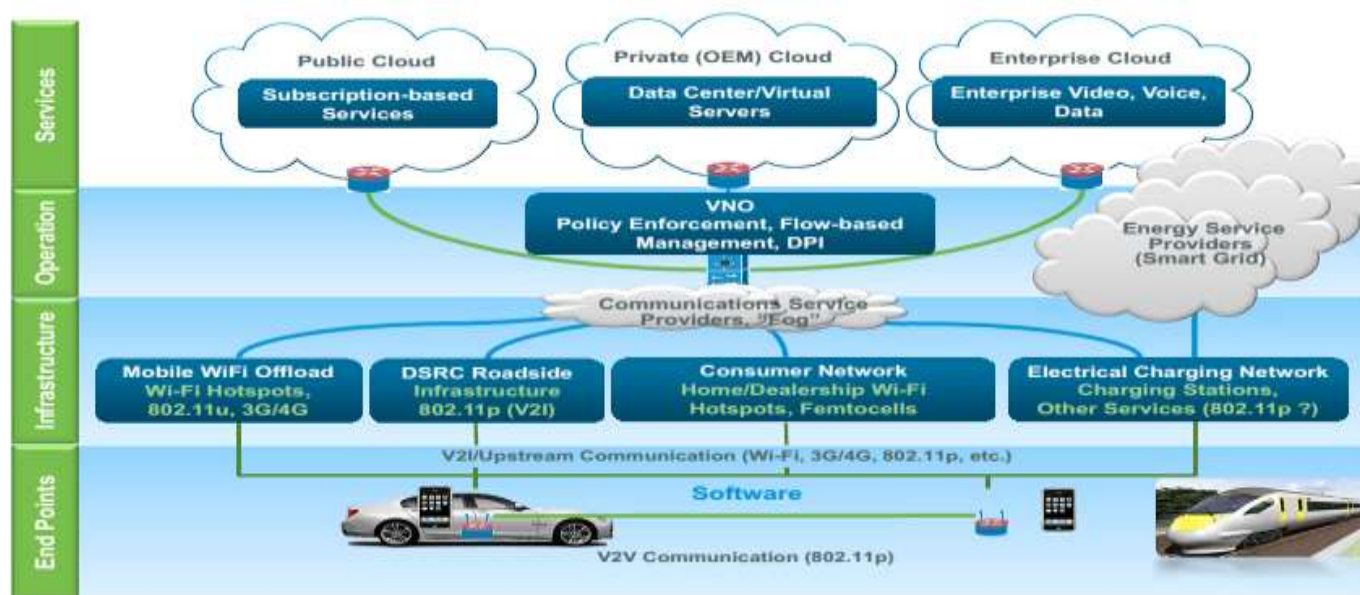 Services
Public Cloud
Subscription-based
Services
Private (OEM) Cloud
Data Center/Virtual
Servers
Enterprise Cloud
Enterprise Video, Voice,
Data
Operation
VNO
Policy Enforcement, Flow-based
Management, DPI
Energy Service
Providers
(Smart Grid)
Infrastructure
Communications Service
Providers, "Fog"
Mobile WiFi Offload
Wi-Fi Hotspots,
802.11u, 3G/4G
DSRC Roadside
Infrastructure
802.11p (V2I)
Consumer Network
Home/Dealership Wi-Fi
Hotspots, Femtocells
Electrical Charging Network
Charging Stations,
Other Services (802.11p ?)
End Points
V2I/Upstream Communication (Wi-Fi, 3G/4G, 802.11p, etc.)
Software
V2V Communication (802.11p)